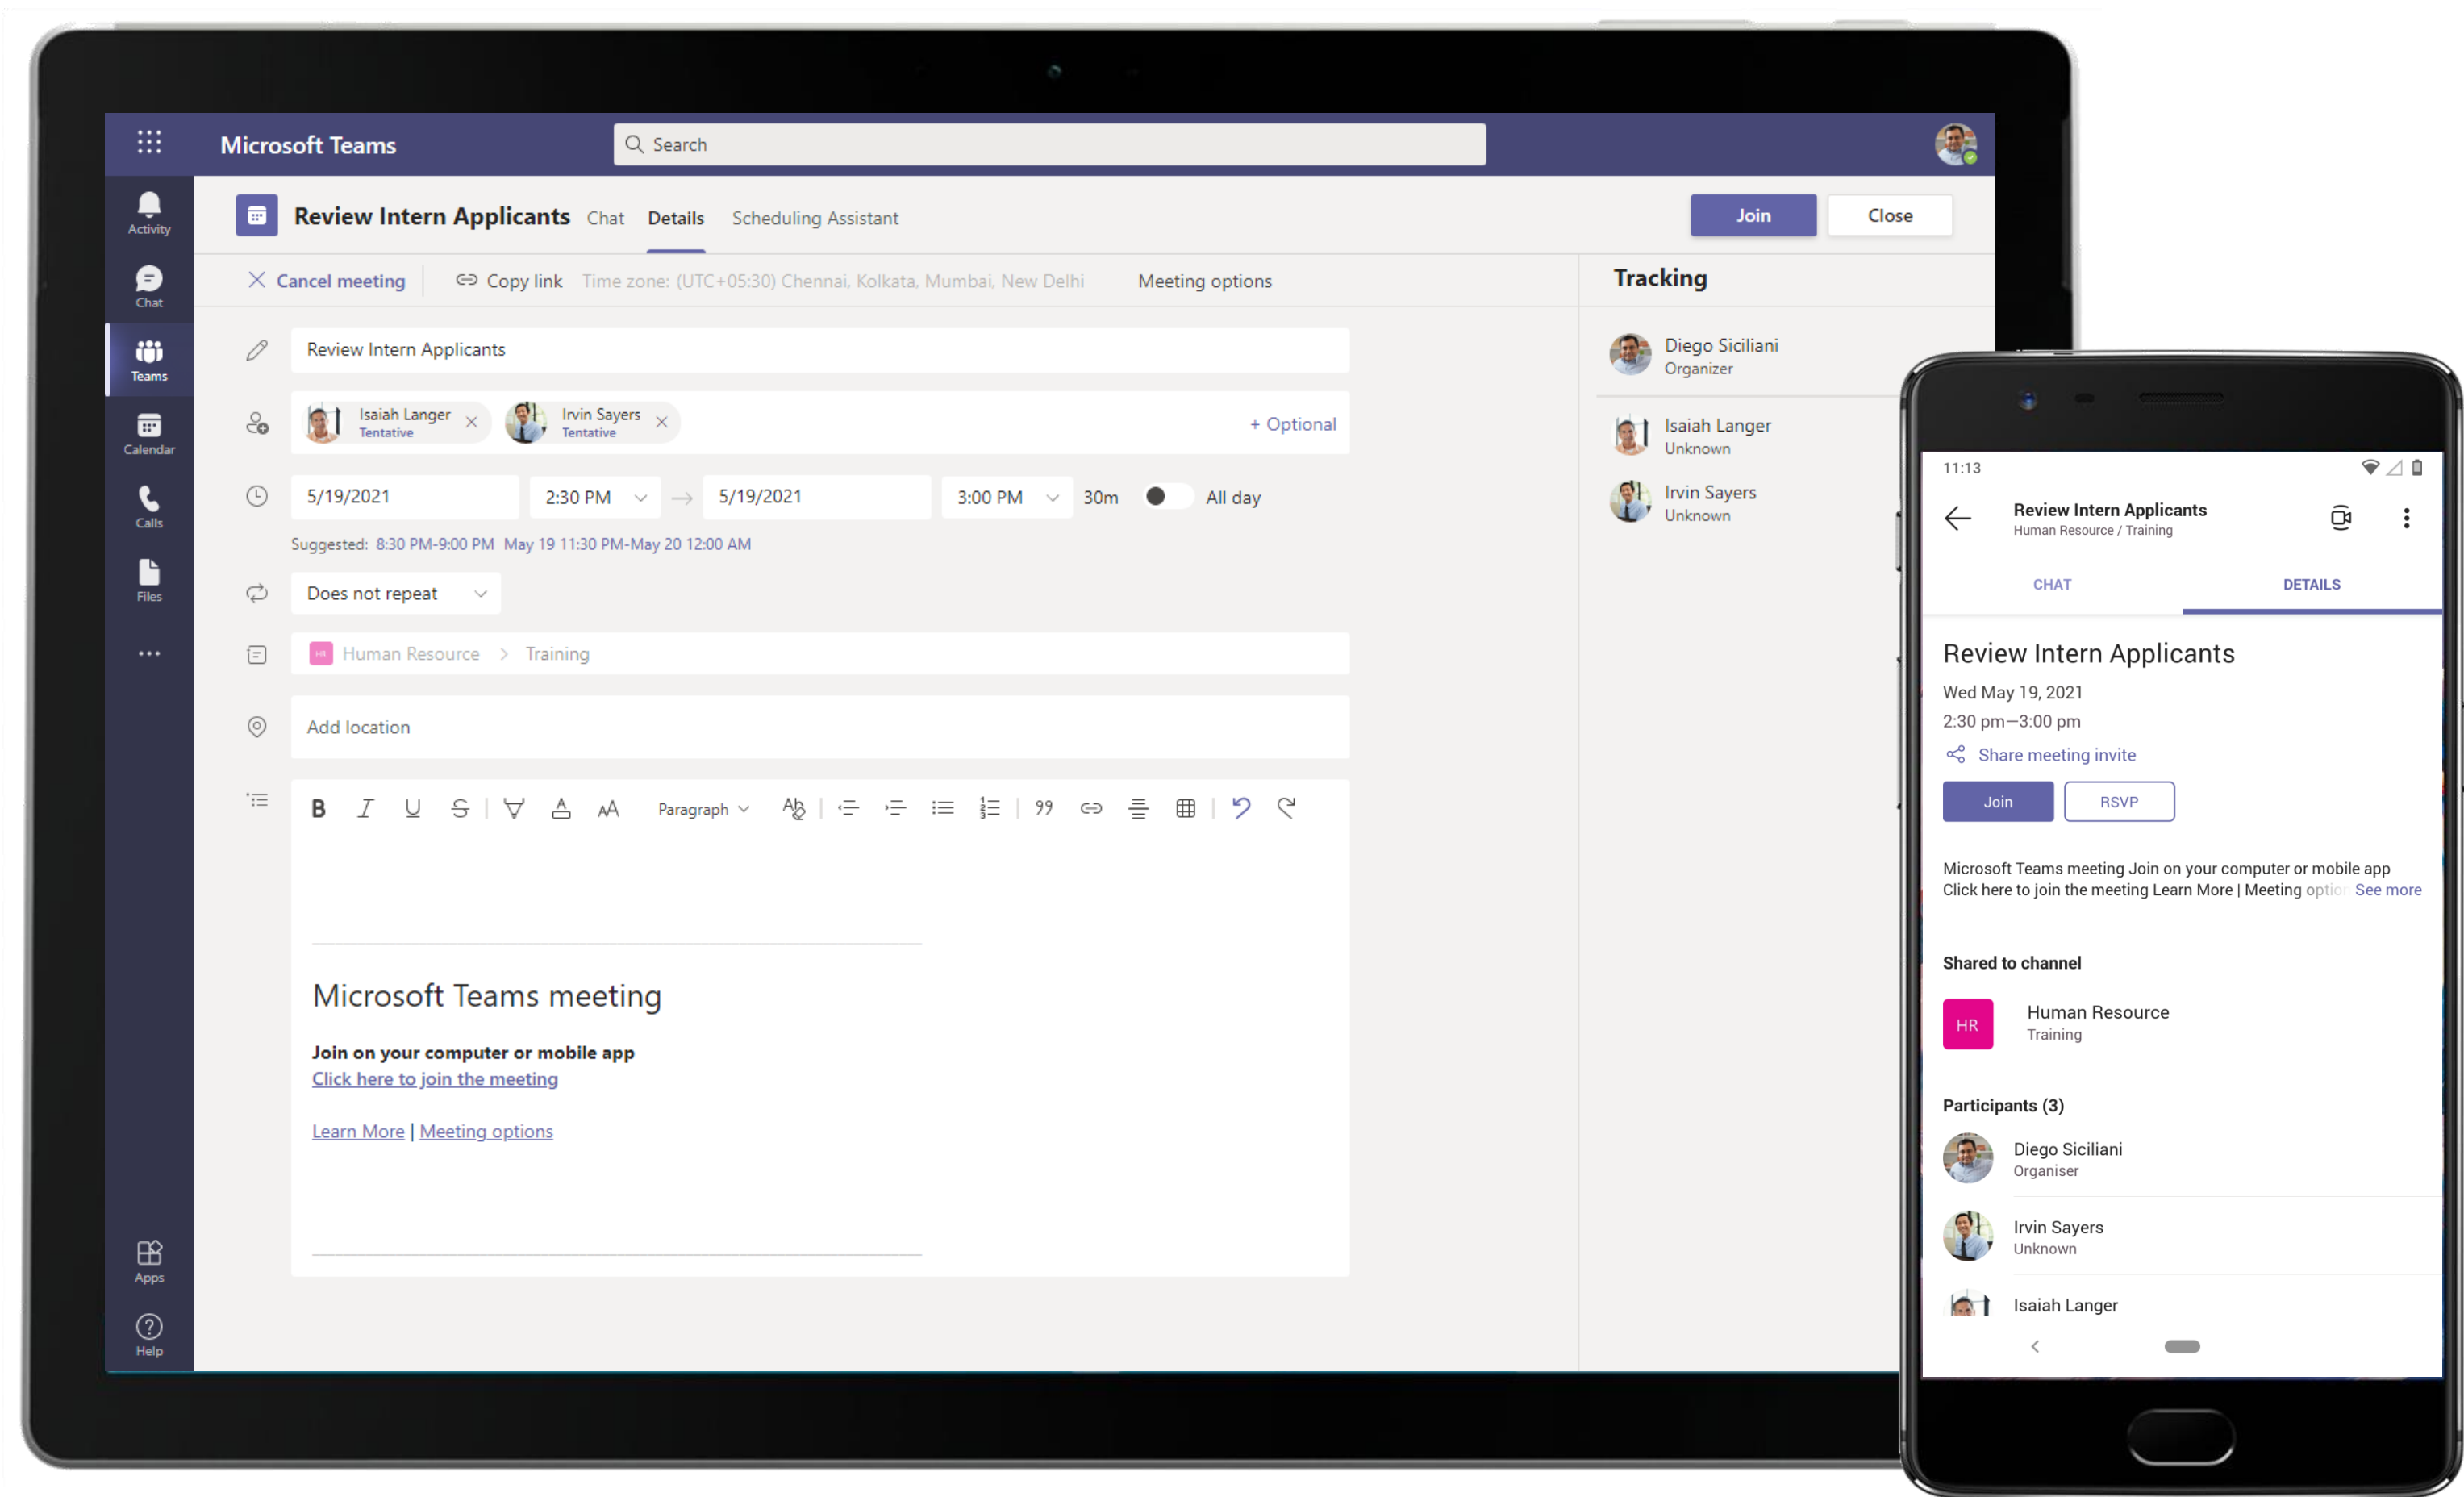 Microsoft Teams
Search
Activity
Chat
Teams
Calendar
Calls
Files
Apps
Help
Review Intern Applicants Chat Details Scheduling Assistant
Join Close
Cancel meeting Copy link Time zone: (UTC+05:30) Chennai, Kolkata, Mumbai, New Delhi Meeting options
Review Intern Applicants
Isaiah Langer
Tentative
Irvin Sayers
Tentative
+ Optional
5/19/2021 2:30 PM → 5/19/2021 3:00 PM 30m All day
Suggested: 8:30 PM-9:00 PM May 19 11:30 PM-May 20 12:00 AM
Does not repeat
HR Human Resource > Training
Add location
B I U S A AA Paragraph Ab 99
Microsoft Teams meeting
Join on your computer or mobile app
Click here to join the meeting
Learn More | Meeting options
Tracking
Diego Siciliani
Organizer
Isaiah Langer
Unknown
Irvin Sayers
Unknown
11:13
Review Intern Applicants
Human Resource / Training
CHAT DETAILS
Review Intern Applicants
Wed May 19, 2021
2:30 pm—3:00 pm
Share meeting invite
Join RSVP
Microsoft Teams meeting Join on your computer or mobile app
Click here to join the meeting Learn More | Meeting option See more
Shared to channel
HR Human Resource
Training
Participants (3)
Diego Siciliani
Organiser
Irvin Sayers
Unknown
Isaiah Langer